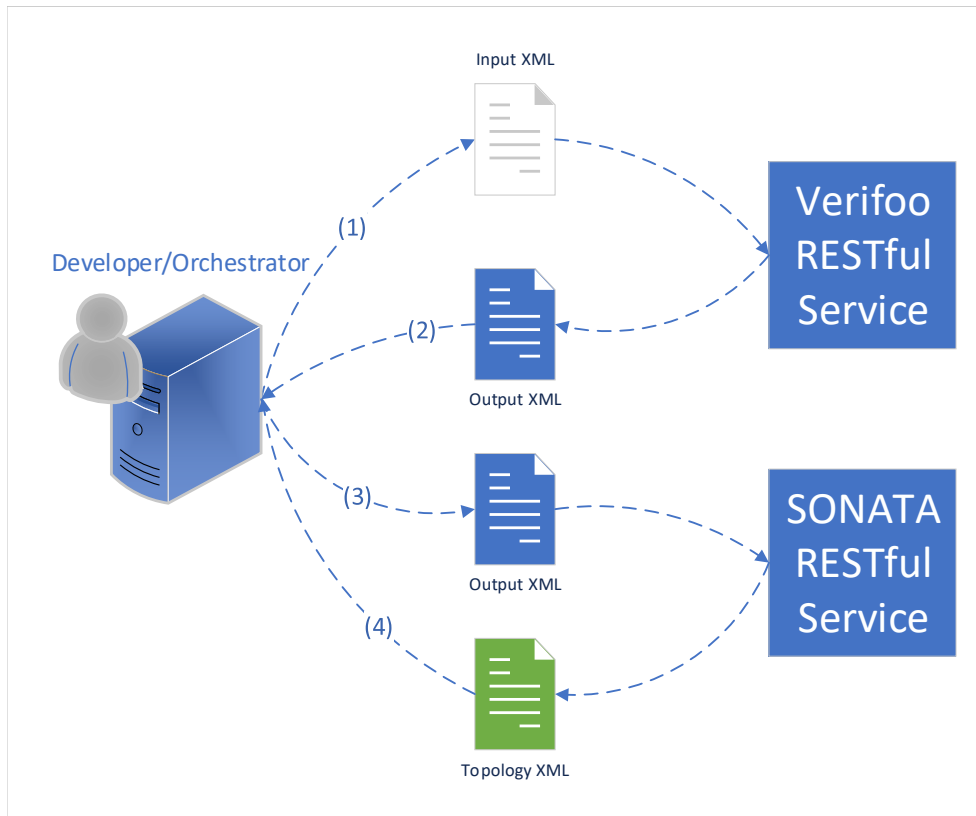 Input XML
Verifoo
RESTful
Service
(1)
Developer/Orchestrator
(2)
Output XML
(3)
SONATA
RESTful
Service
Output XML
(4)
Topology XML